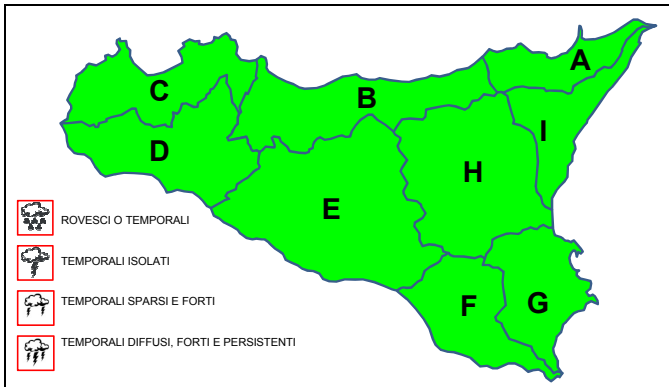 A
C
B
I
D
H
E
ROVESCI O TEMPORALI
TEMPORALI ISOLATI
F
G
TEMPORALI SPARSI E FORTI
TEMPORALI DIFFUSI, FORTI E PERSISTENTI